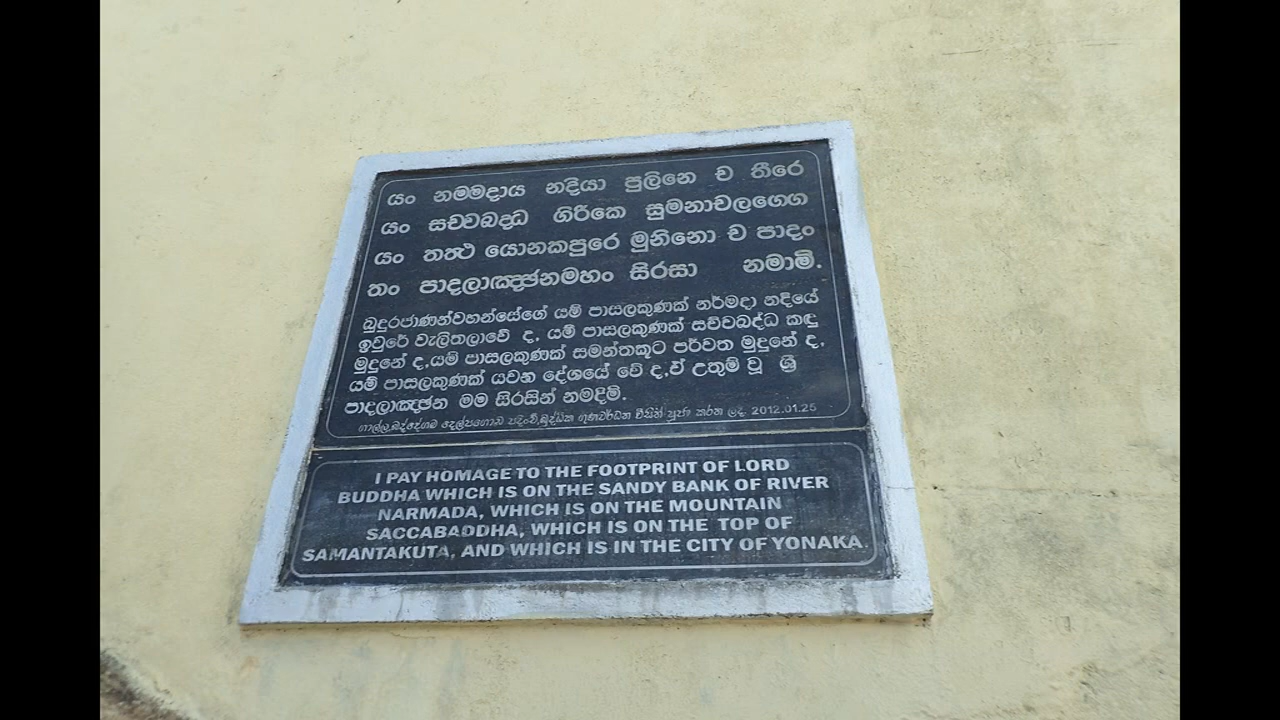 යං නම්මදාය නදියා පුලිනෙ ච තීරෙ
යං සච්චබද්ධ ගිරිකෙ සුමනාචලග්ගෙ
යං තත්ථ යොනකපුරෙ මුනිනො ච පාදං
තං පාදලාඤ්ඡනමහං සිරසා නමාමි.
බුදුරජාණන්වහන්සේගේ යම් පාසලකුණක් නර්මදා නදියේ
ඉවුරේ වැලිතලාවේ ද, යම් පාසලකුණක් සච්චබද්ධ කඳු
මුදුනේ ද,යම් පාසලකුණක් සමන්තකූට පර්වත මුදුනේ ද,
යම් පාසලකුණක් යවන දේශයේ වේ ද,ඒ උතුම් වූ ශ්‍රී
පාදලාඤ්ඡන මම සිරසින් නමදිමි.
ගාල්ල,බද්දේගම දෙල්පගොඩ පදිංචි,බුද්ධික ගුණවර්ධන විසින් පූජා කරන ලදි. 2012.01.25
I PAY HOMAGE TO THE FOOTPRINT OF LORD
BUDDHA WHICH IS ON THE SANDY BANK OF RIVER
NARMADA, WHICH IS ON THE MOUNTAIN
SACCABADDHA, WHICH IS ON THE TOP OF
SAMANTAKUTA, AND WHICH IS IN THE CITY OF YONAKA.